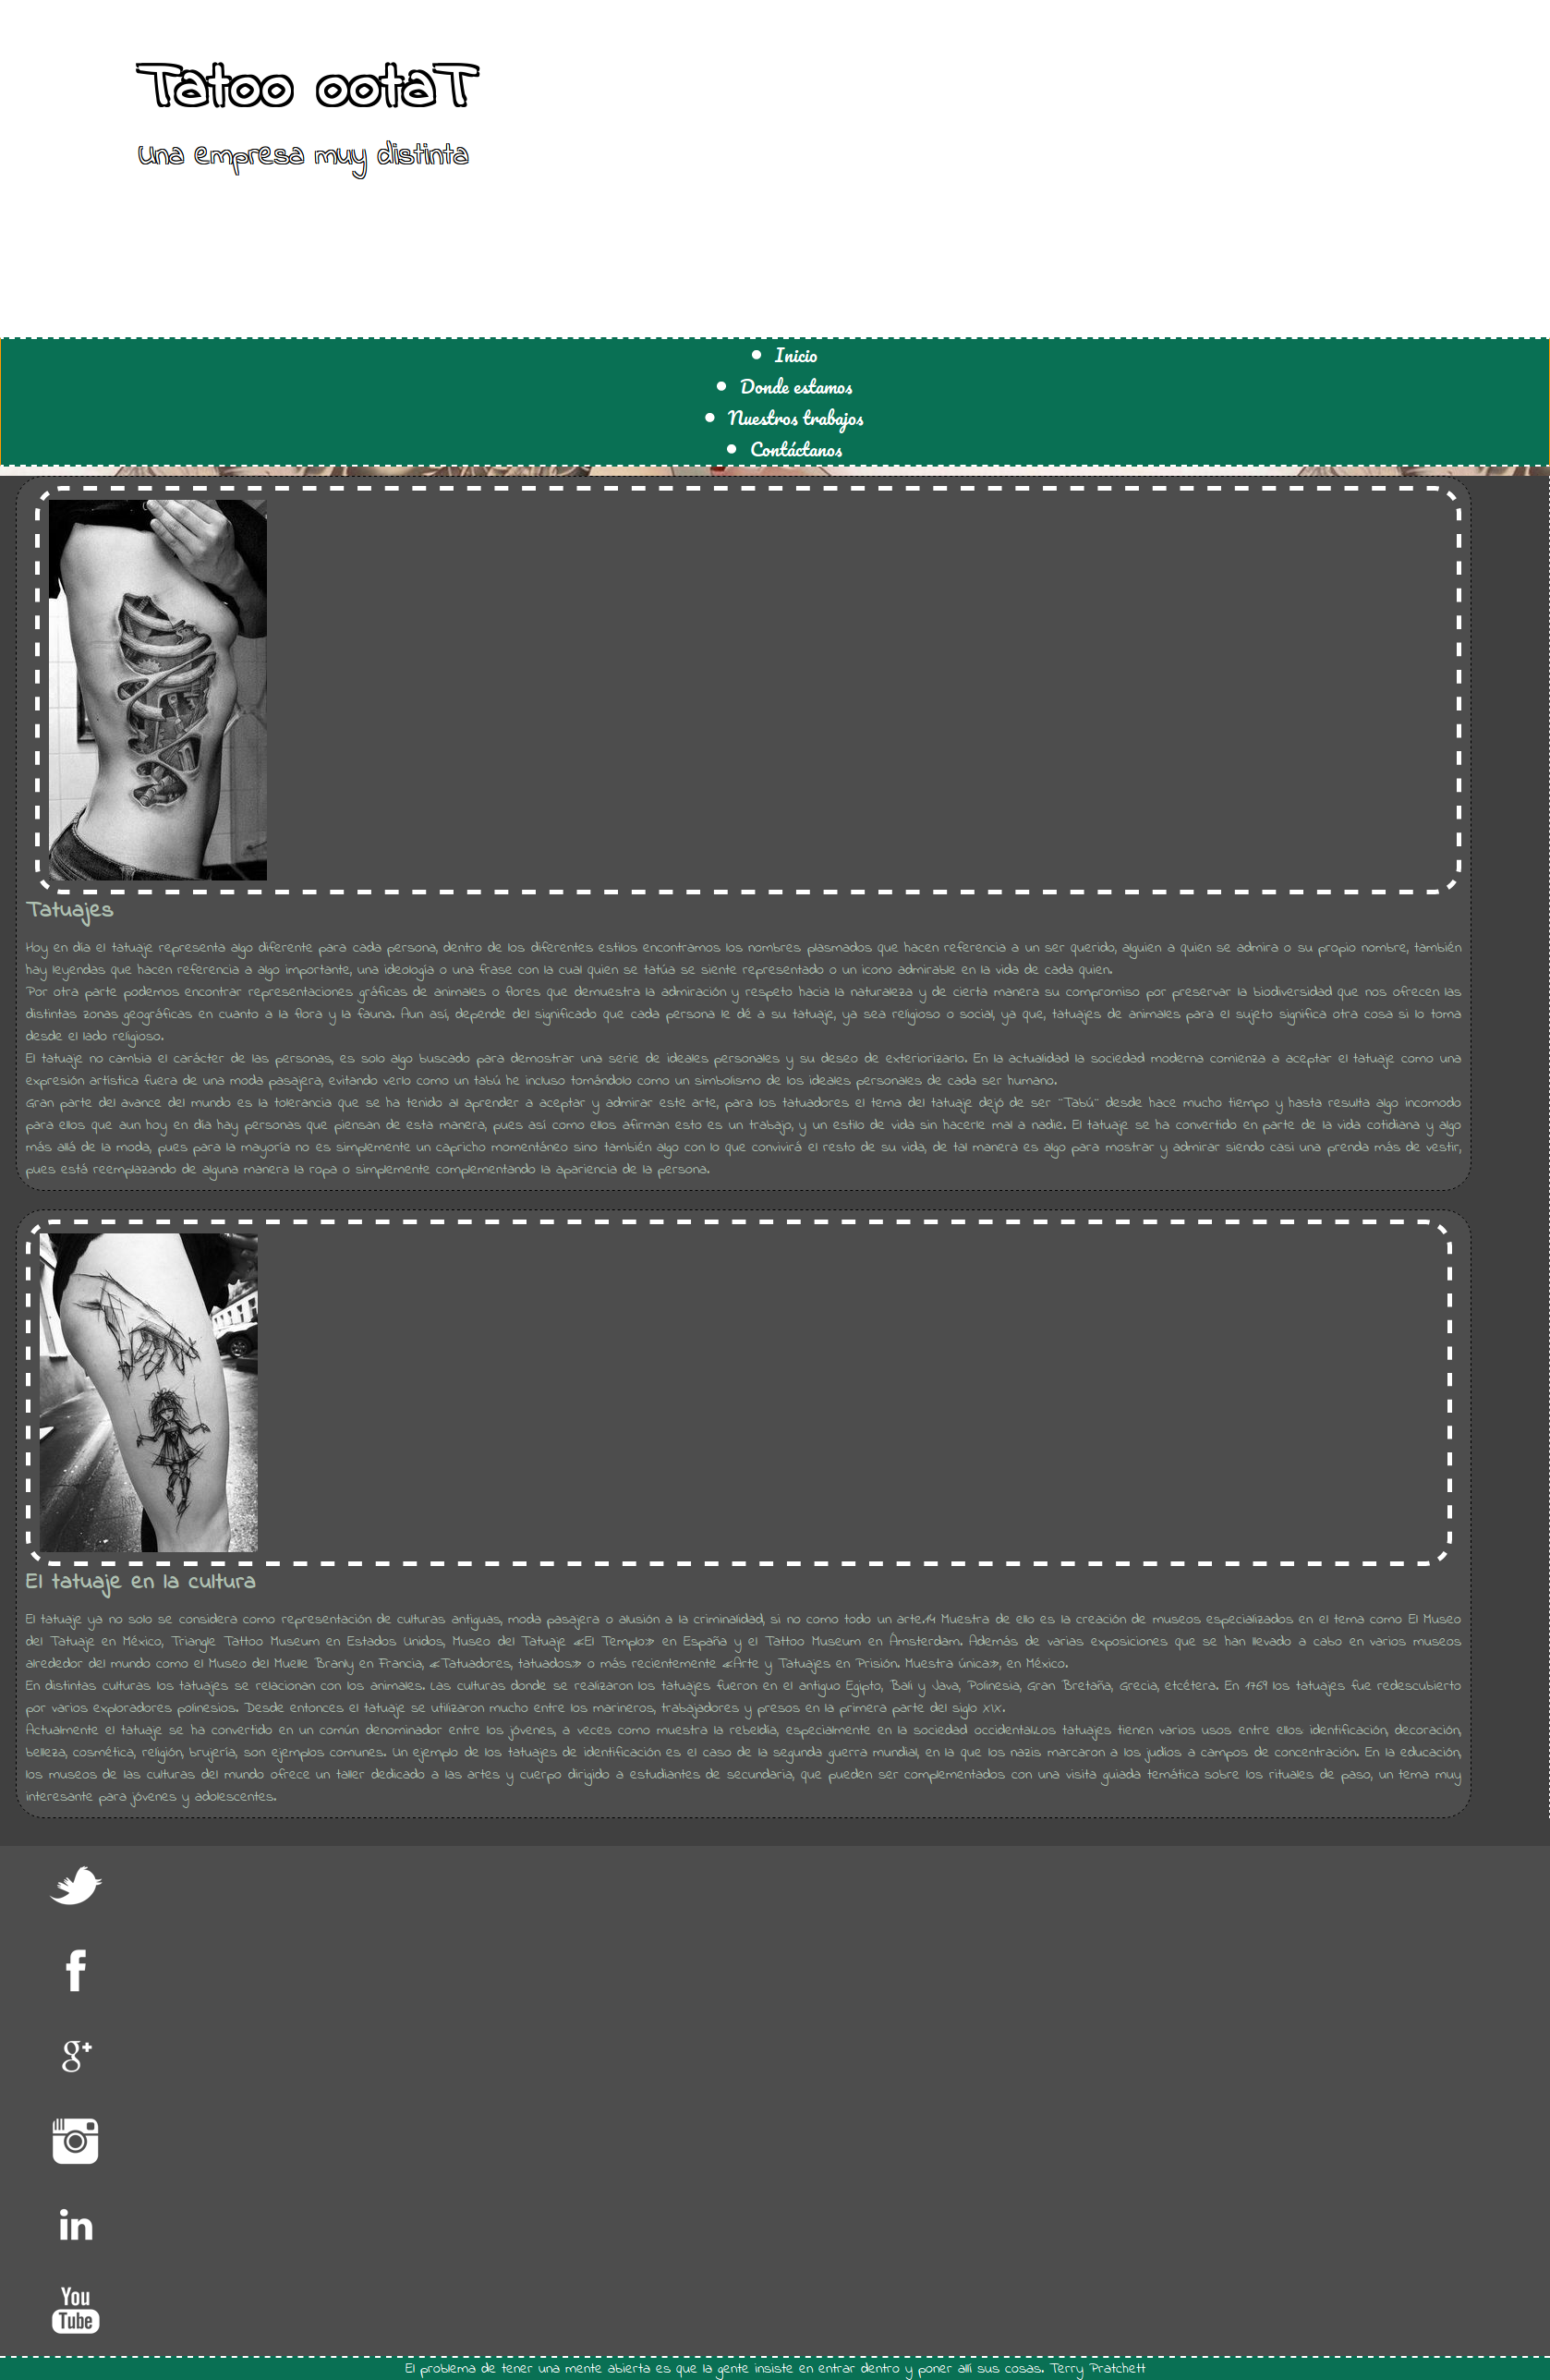 Tatoo ootaT
Una empresa muy distinta
Inicio
Donde estamos
Nuestros trabajos
Contáctanos
Tatuajes
Hoy en día el tatuaje representa algo diferente para cada persona, dentro de los diferentes estilos encontramos los nombres plasmados que hacen referencia a un ser querido, alguien a quien se admira o su propio nombre, también
hay leyendas que hacen referencia a algo importante, una ideología o una frase con la cual quien se tatúa se siente representado o un icono admirable en la vida de cada quien.
Por otra parte podemos encontrar representaciones gráficas de animales o flores que demuestra la admiración y respeto hacia la naturaleza y de cierta manera su compromiso por preservar la biodiversidad que nos ofrecen las
distintas zonas geográficas en cuanto a la flora y la fauna. Aun así, depende del significado que cada persona le dé a su tatuaje, ya sea religioso o social, ya que, tatuajes de animales para el sujeto significa otra cosa si lo toma
desde el lado religioso.
El tatuaje no cambia el carácter de las personas, es solo algo buscado para demostrar una serie de ideales personales y su deseo de exteriorizarlo. En la actualidad la sociedad moderna comienza a aceptar el tatuaje como una
expresión artística fuera de una moda pasajera, evitando verlo como un tabú he incluso tomándolo como un simbolismo de los ideales personales de cada ser humano.
Gran parte del avance del mundo es la tolerancia que se ha tenido al aprender a aceptar y admirar este arte, para los tatuadores el tema del tatuaje dejó de ser ¨Tabú¨ desde hace mucho tiempo y hasta resulta algo incomodo
para ellos que aun hoy en día hay personas que piensan de esta manera, pues así como ellos afirman esto es un trabajo, y un estilo de vida sin hacerle mal a nadie. El tatuaje se ha convertido en parte de la vida cotidiana y algo
más allá de la moda, pues para la mayoría no es simplemente un capricho momentáneo sino también algo con lo que convivirá el resto de su vida, de tal manera es algo para mostrar y admirar siendo casi una prenda más de vestir,
pues está reemplazando de alguna manera la ropa o simplemente complementando la apariencia de la persona.
El tatuaje en la cultura
El tatuaje ya no solo se considera como representación de culturas antiguas, moda pasajera o alusión a la criminalidad, si no como todo un arte.14 Muestra de ello es la creación de museos especializados en el tema como El Museo
del Tatuaje en México, Triangle Tattoo Museum en Estados Unidos, Museo del Tatuaje «El Templo» en España y el Tattoo Museum en Ámsterdam. Además de varias exposiciones que se han llevado a cabo en varios museos
alrededor del mundo como el Museo del Muelle Branly en Francia, «Tatuadores, tatuados» o más recientemente «Arte y Tatuajes en Prisión. Muestra única», en México.
En distintas culturas los tatuajes se relacionan con los animales. Las culturas donde se realizaron los tatuajes fueron en el antiguo Egipto, Bali y Java, Polinesia, Gran Bretaña, Grecia, etcétera. En 1769 los tatuajes fue redescubierto
por varios exploradores polinesios. Desde entonces el tatuaje se utilizaron mucho entre los marineros, trabajadores y presos en la primera parte del siglo XIX.
Actualmente el tatuaje se ha convertido en un común denominador entre los jóvenes, a veces como muestra la rebeldía, especialmente en la sociedad occidental.Los tatuajes tienen varios usos entre ellos identificación, decoración,
belleza, cosmética, religión, brujería, son ejemplos comunes. Un ejemplo de los tatuajes de identificación es el caso de la segunda guerra mundial, en la que los nazis marcaron a los judíos a campos de concentración. En la educación,
los museos de las culturas del mundo ofrece un taller dedicado a las artes y cuerpo dirigido a estudiantes de secundaria, que pueden ser complementados con una visita guiada temática sobre los rituales de paso, un tema muy
interesante para jóvenes y adolescentes.
f
g+
in
You
Tube
El problema de tener una mente abierta es que la gente insiste en entrar dentro y poner allí sus cosas. Terry Pratchett